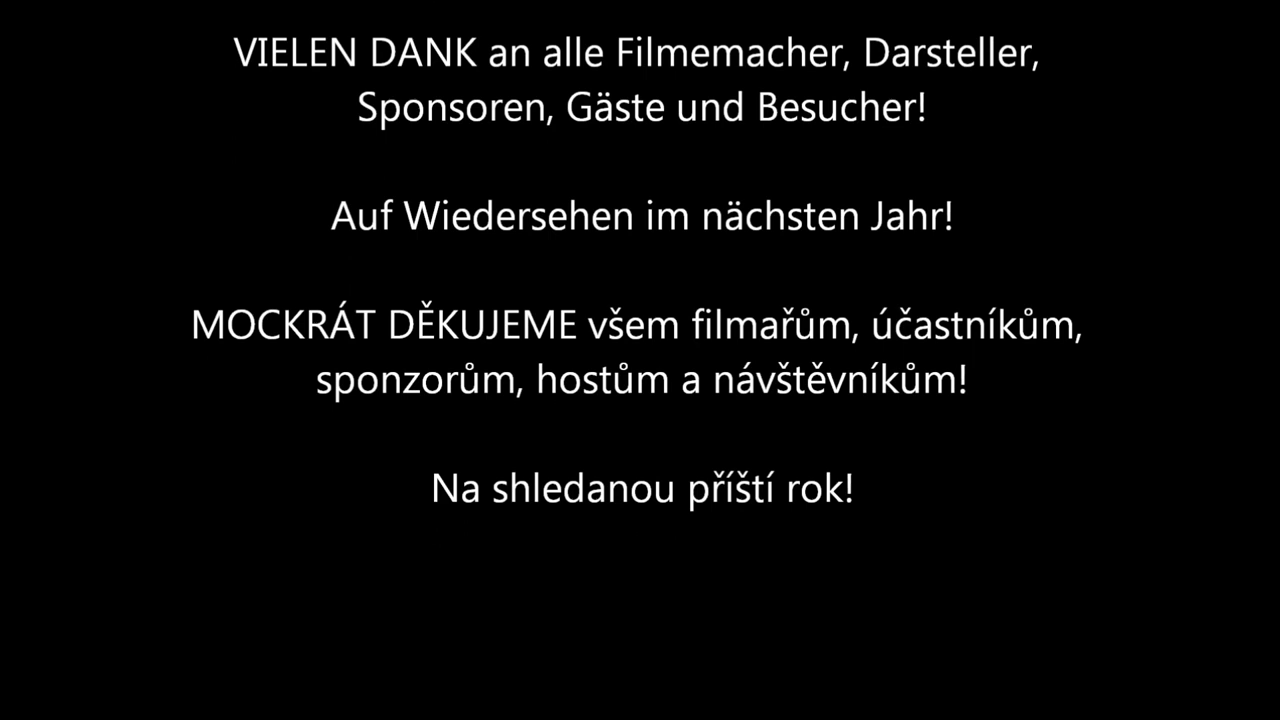 VIELEN DANK an alle Filmemacher, Darsteller,
Sponsoren, Gäste und Besucher!
Auf Wiedersehen im nächsten Jahr!
MOCKRÁT DĚKUJEME všem filmařům, účastníkům,
sponzorům, hostům a návštěvníkům!
Na shledanou příští rok!